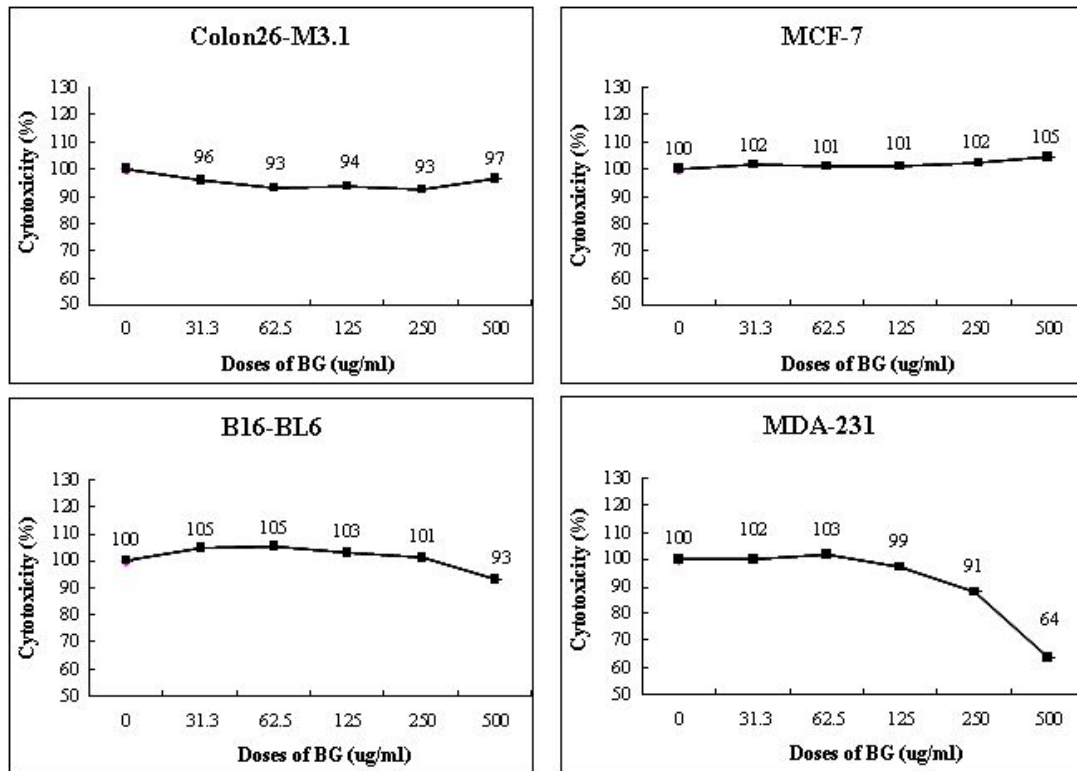 Colon26-M3.1
Cytotoxicity (%)
130
120
110
100
90
80
70
60
50
96 93 94 93 97
0 31.3 62.5 125 250 500
Doses of BG (ug/ml)
MCF-7
Cytotoxicity (%)
130
120
110
100
90
80
70
60
50
100 102 101 101 102 105
0 31.3 62.5 125 250 500
Doses of BG (ug/ml)
B16-BL6
Cytotoxicity (%)
130
120
110
100
90
80
70
60
50
100 105 105 103 101 93
0 31.3 62.5 125 250 500
Doses of BG (ug/ml)
MDA-231
Cytotoxicity (%)
130
120
110
100
90
80
70
60
50
100 102 103 99 91 64
0 31.3 62.5 125 250 500
Doses of BG (ug/ml)